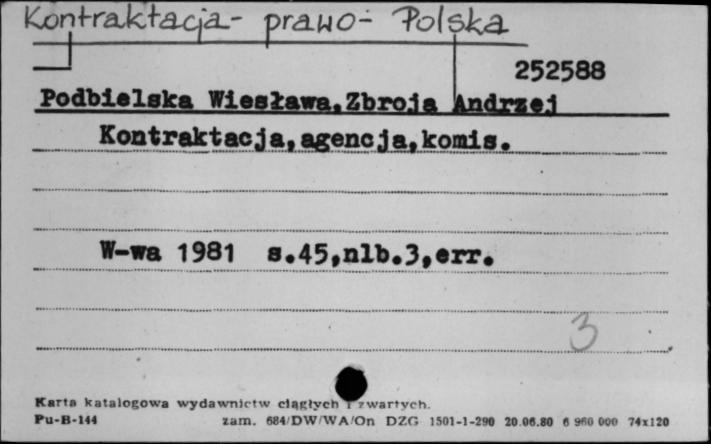 Kontraktacja - prawo - Polska
252588
Podbielska Wiesława,Zbroja Andrzej
Kontraktacja,agencja,komis.
W-wa 1981 s.45,nlb.3,err.
3
Karta katalogowa wydawnictw ciągłych i zwartych.
Pu-B-144 zam. 684/DW/WA/On DZG 1501-1-290 20.06.80 6 960 000 74x120